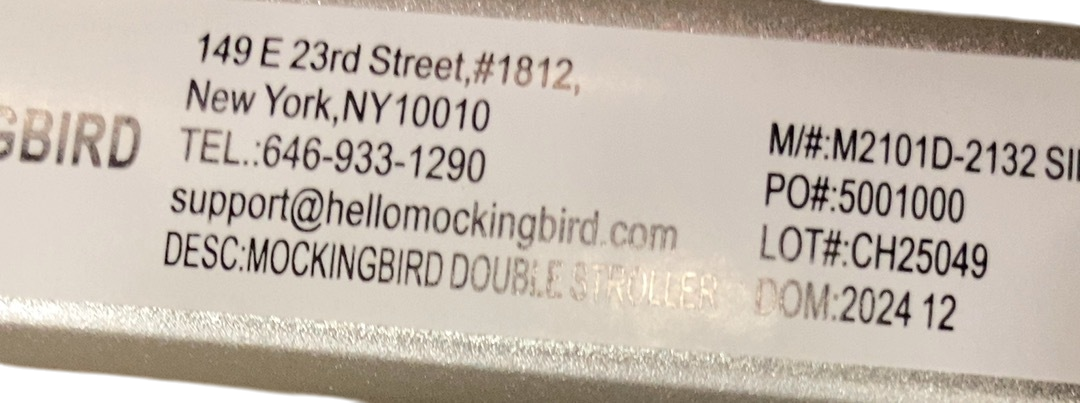 GBIRD
149 E 23rd Street,#1812,
New York,NY10010
TEL.:646-933-1290
support@hellomockingbird.com
DESC:MOCKINGBIRD DOUBLE STROLLER
M/#:M2101D-2132
PO#:5001000
LOT#:CH25049
DOM:2024 12